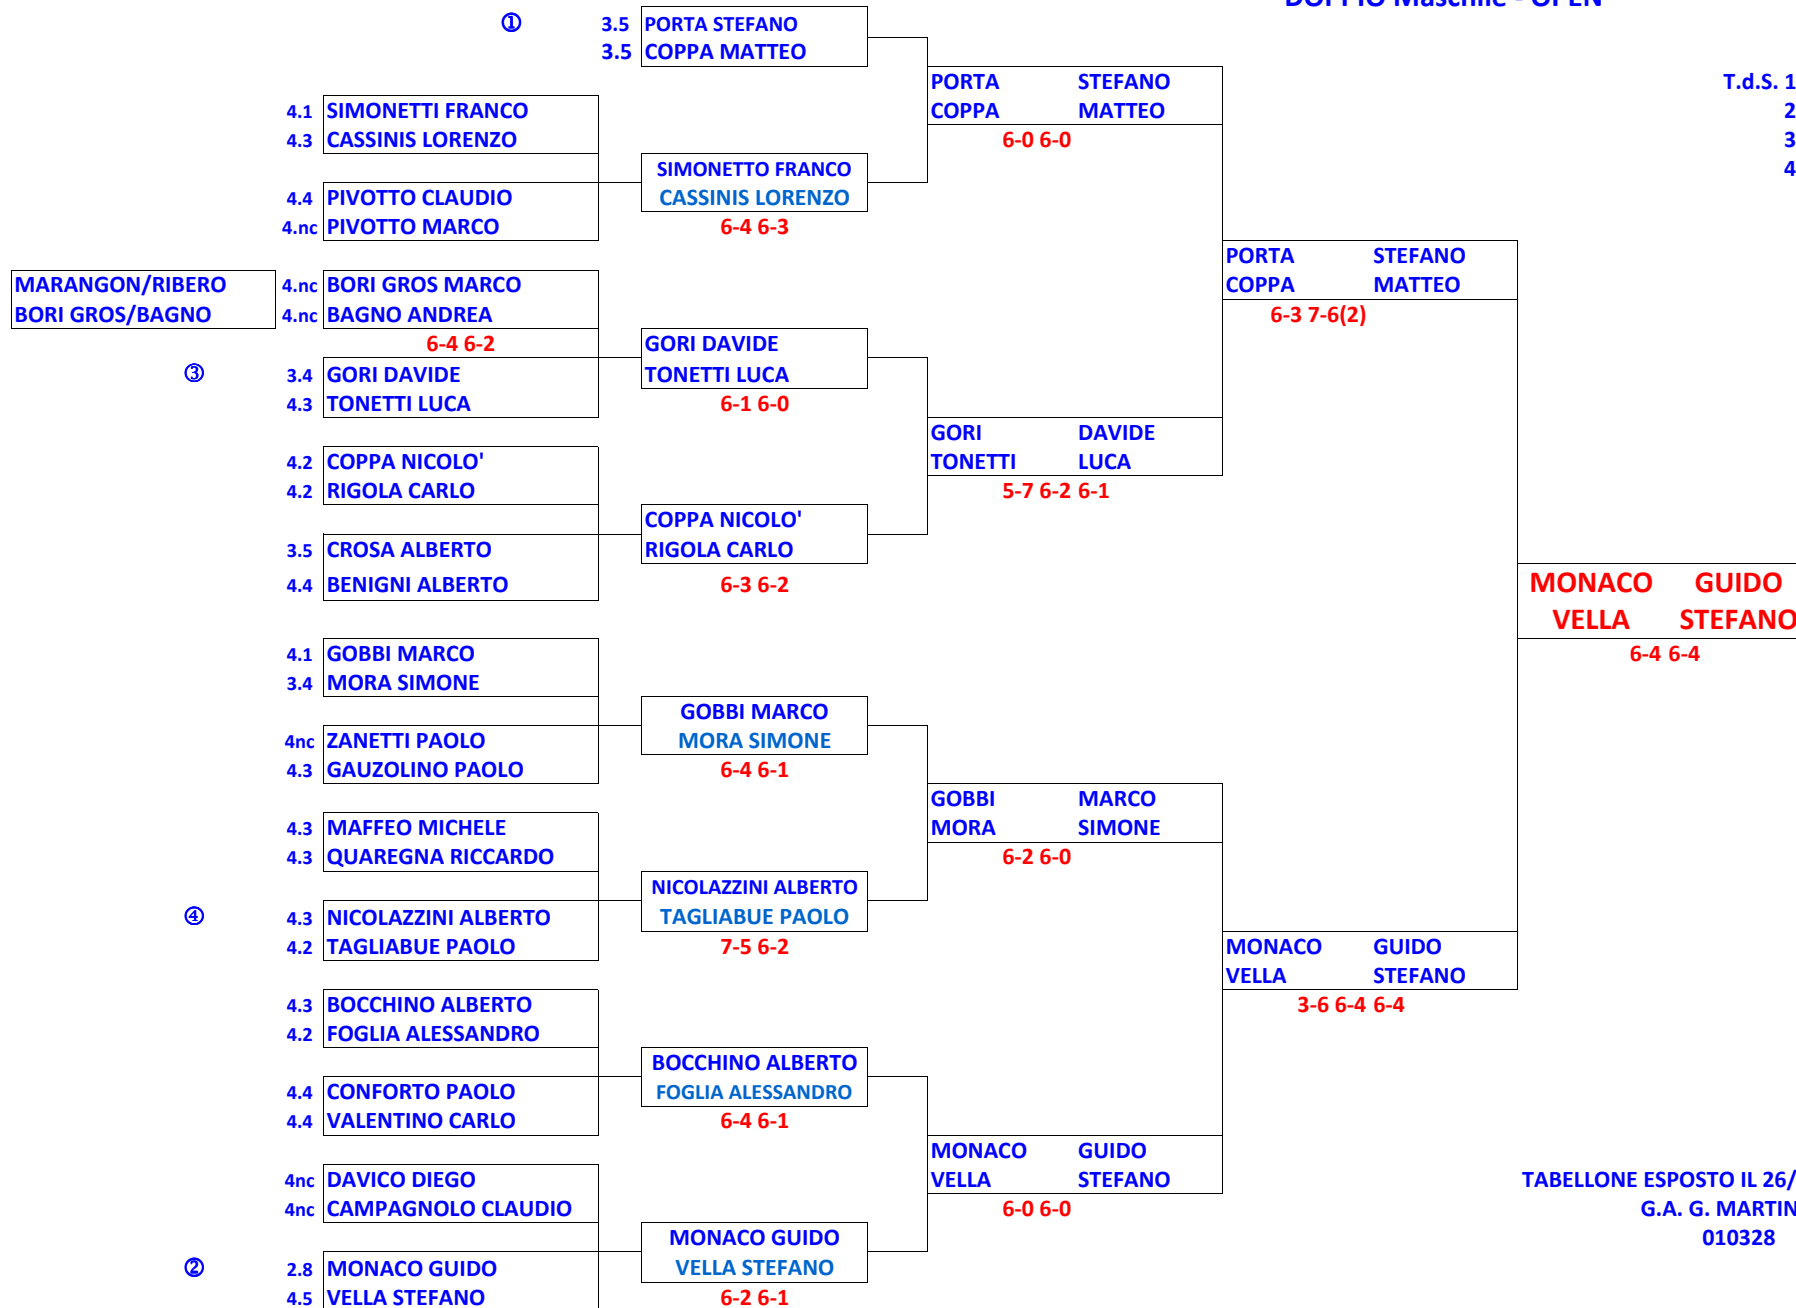 DOPPIO Maschile - OPEN
① 3.5 PORTA STEFANO
3.5 COPPA MATTEO
PORTA STEFANO
COPPA MATTEO
6-0 6-0
T.d.S. 1
2
3
4
4.1 SIMONETTI FRANCO
4.3 CASSINIS LORENZO
SIMONETTO FRANCO
CASSINIS LORENZO
6-4 6-3
4.4 PIVOTTO CLAUDIO
4.nc PIVOTTO MARCO
PORTA STEFANO
COPPA MATTEO
6-3 7-6(2)
MARANGON/RIBERO
BORI GROS/BAGNO
4.nc BORI GROS MARCO
4.nc BAGNO ANDREA
6-4 6-2
GORI DAVIDE
TONETTI LUCA
6-1 6-0
③ 3.4 GORI DAVIDE
4.3 TONETTI LUCA
GORI DAVIDE
TONETTI LUCA
5-7 6-2 6-1
4.2 COPPA NICOLO'
4.2 RIGOLA CARLO
COPPA NICOLO'
RIGOLA CARLO
6-3 6-2
3.5 CROSA ALBERTO
4.4 BENIGNI ALBERTO
MONACO GUIDO
VELLA STEFANO
6-4 6-4
4.1 GOBBI MARCO
3.4 MORA SIMONE
GOBBI MARCO
MORA SIMONE
6-4 6-1
4nc ZANETTI PAOLO
4.3 GAUZOLINO PAOLO
GOBBI MARCO
MORA SIMONE
6-2 6-0
4.3 MAFFEO MICHELE
4.3 QUAREGNA RICCARDO
NICOLAZZINI ALBERTO
TAGLIABUE PAOLO
7-5 6-2
④ 4.3 NICOLAZZINI ALBERTO
4.2 TAGLIABUE PAOLO
MONACO GUIDO
VELLA STEFANO
3-6 6-4 6-4
4.3 BOCCHINO ALBERTO
4.2 FOGLIA ALESSANDRO
BOCCHINO ALBERTO
FOGLIA ALESSANDRO
6-4 6-1
4.4 CONFORTO PAOLO
4.4 VALENTINO CARLO
MONACO GUIDO
VELLA STEFANO
6-0 6-0
4nc DAVICO DIEGO
4nc CAMPAGNOLO CLAUDIO
MONACO GUIDO
VELLA STEFANO
6-2 6-1
② 2.8 MONACO GUIDO
4.5 VELLA STEFANO
TABELLONE ESPOSTO IL 26/
G.A. G. MARTIN
010328